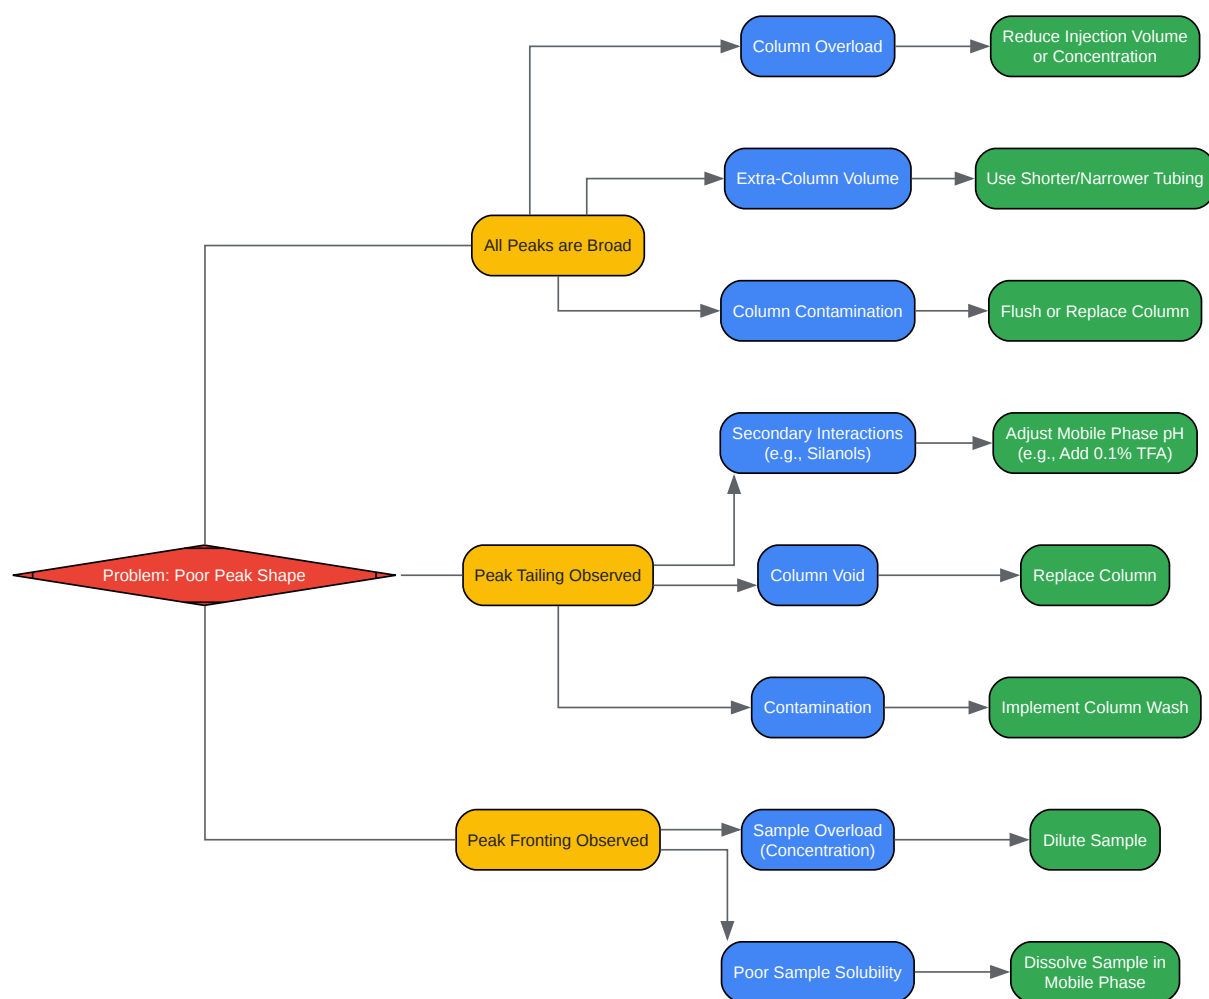 Column Overload
Reduce Injection Volume
or Concentration
Extra-Column Volume
Use Shorter/Narrower Tubing
All Peaks are Broad
Column Contamination
Flush or Replace Column
Secondary Interactions
(e.g., Silanols)
Adjust Mobile Phase pH
(e.g., Add 0.1% TFA)
Problem: Poor Peak Shape
Peak Tailing Observed
Column Void
Replace Column
Contamination
Implement Column Wash
Peak Fronting Observed
Sample Overload
(Concentration)
Dilute Sample
Poor Sample Solubility
Dissolve Sample in
Mobile Phase